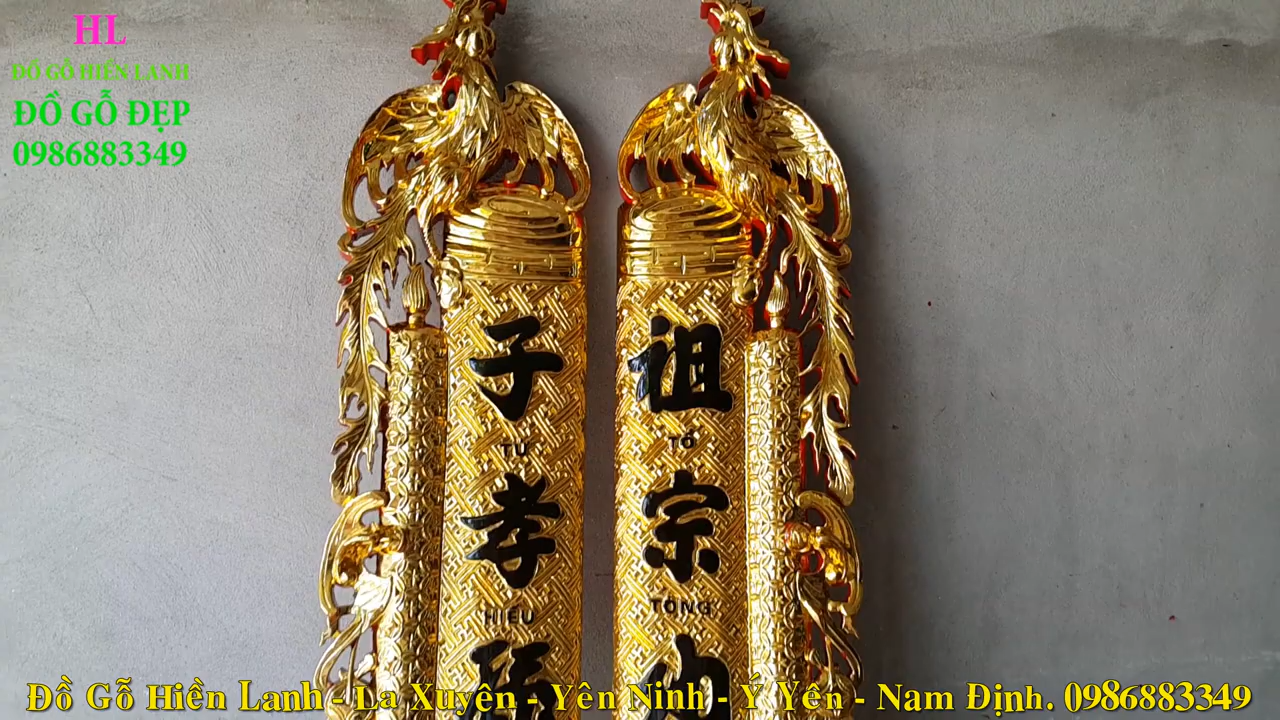 HL
ĐỒ GỖ HIỀN LANH
ĐỒ GỖ ĐẸP
0986883349
子
TỬ
孝
HIẾU
祖
TỔ
宗
TÔNG
Đồ Gỗ Hiền Lanh - La Xuyên - Yên Ninh - Ý Yên - Nam Định. 0986883349